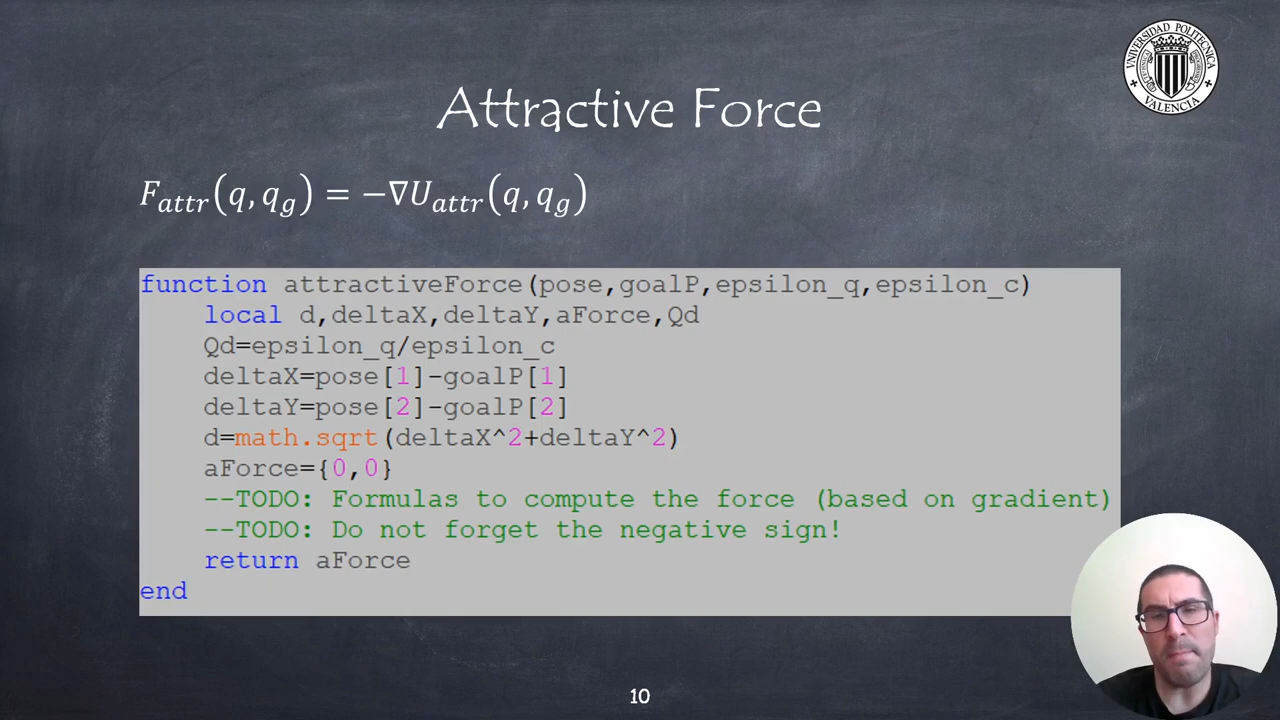 UNIVERSIDAD POLITECNICA
VALENCIA
Attractive Force
F_attr(q, q_g) = −∇U_attr(q, q_g)
function attractiveForce(pose,goalP,epsilon_q,epsilon_c)
local d,deltaX,deltaY,aForce,Qd
Qd=epsilon_q/epsilon_c
deltaX=pose[1]-goalP[1]
deltaY=pose[2]-goalP[2]
d=math.sqrt(deltaX^2+deltaY^2)
aForce={0,0}
--TODO: Formulas to compute the force (based on gradient)
--TODO: Do not forget the negative sign!
return aForce
end
10